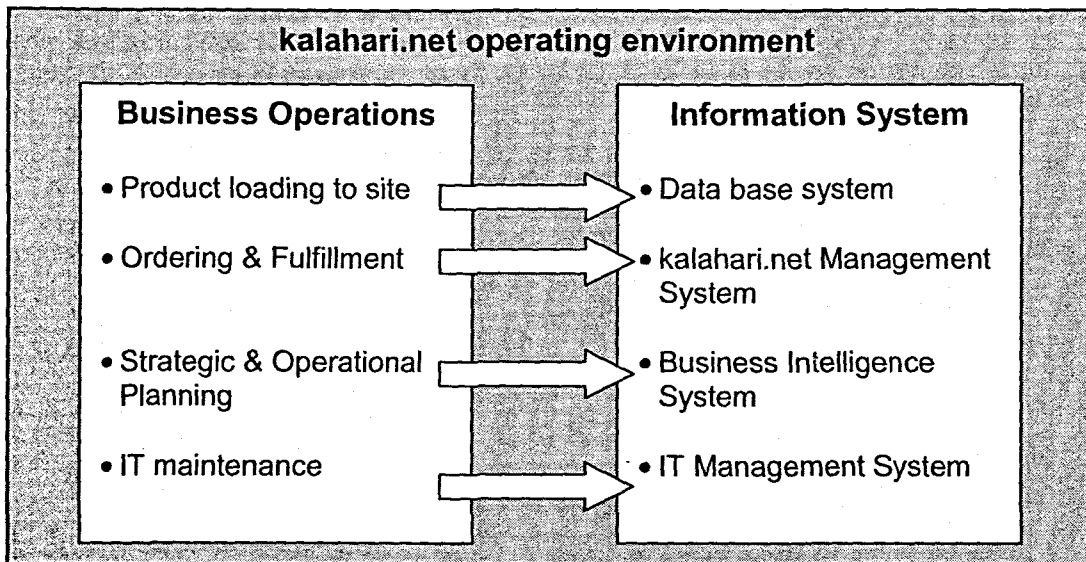 kalahari.net operating environment
Business Operations
• Product loading to site
• Ordering & Fulfillment
• Strategic & Operational
Planning
• IT maintenance
Information System
• Data base system
• kalahari.net Management
System
• Business Intelligence
System
• IT Management System